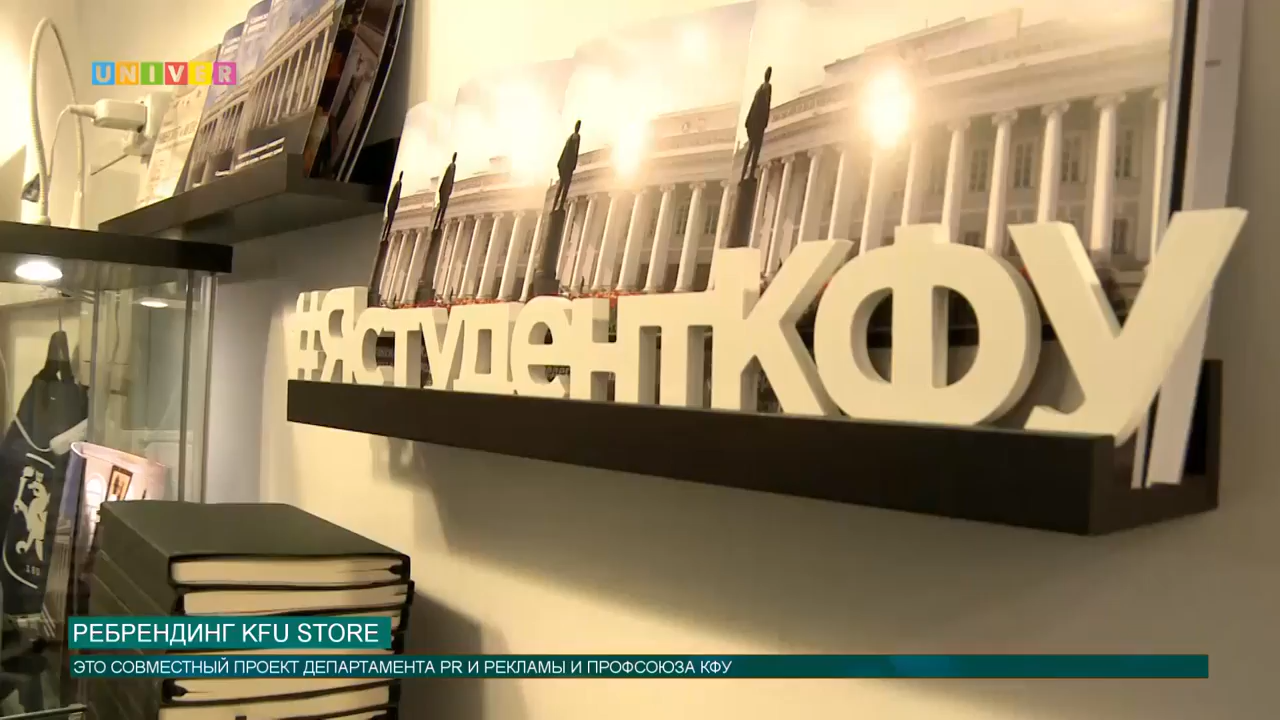 UNIVER
#ЯстудентКФУ
РЕБРЕНДИНГ KFU STORE
ЭТО СОВМЕСТНЫЙ ПРОЕКТ ДЕПАРТАМЕНТА PR И РЕКЛАМЫ И ПРОФСОЮЗА КФУ